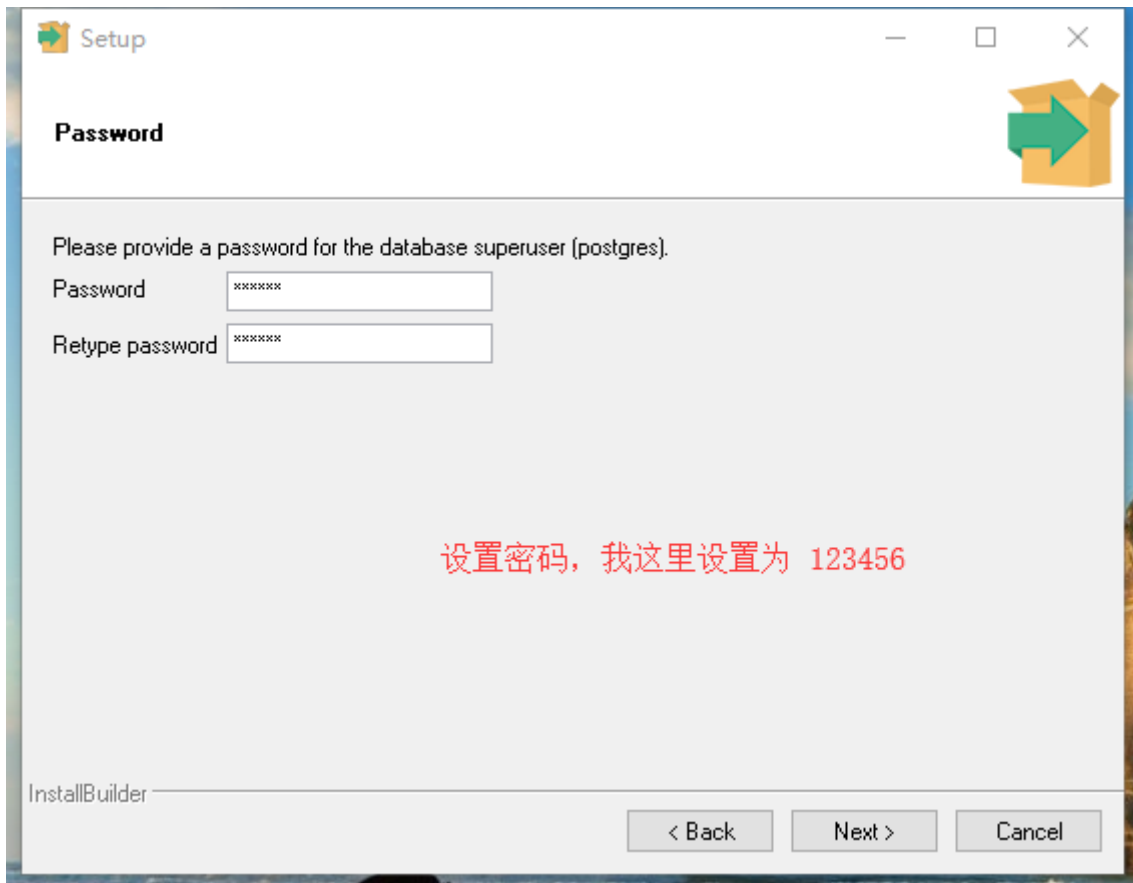 Setup
Password
Please provide a password for the database superuser (postgres).
Password ******
Retype password ******
设置密码，我这里设置为 123456
InstallBuilder
< Back Next > Cancel